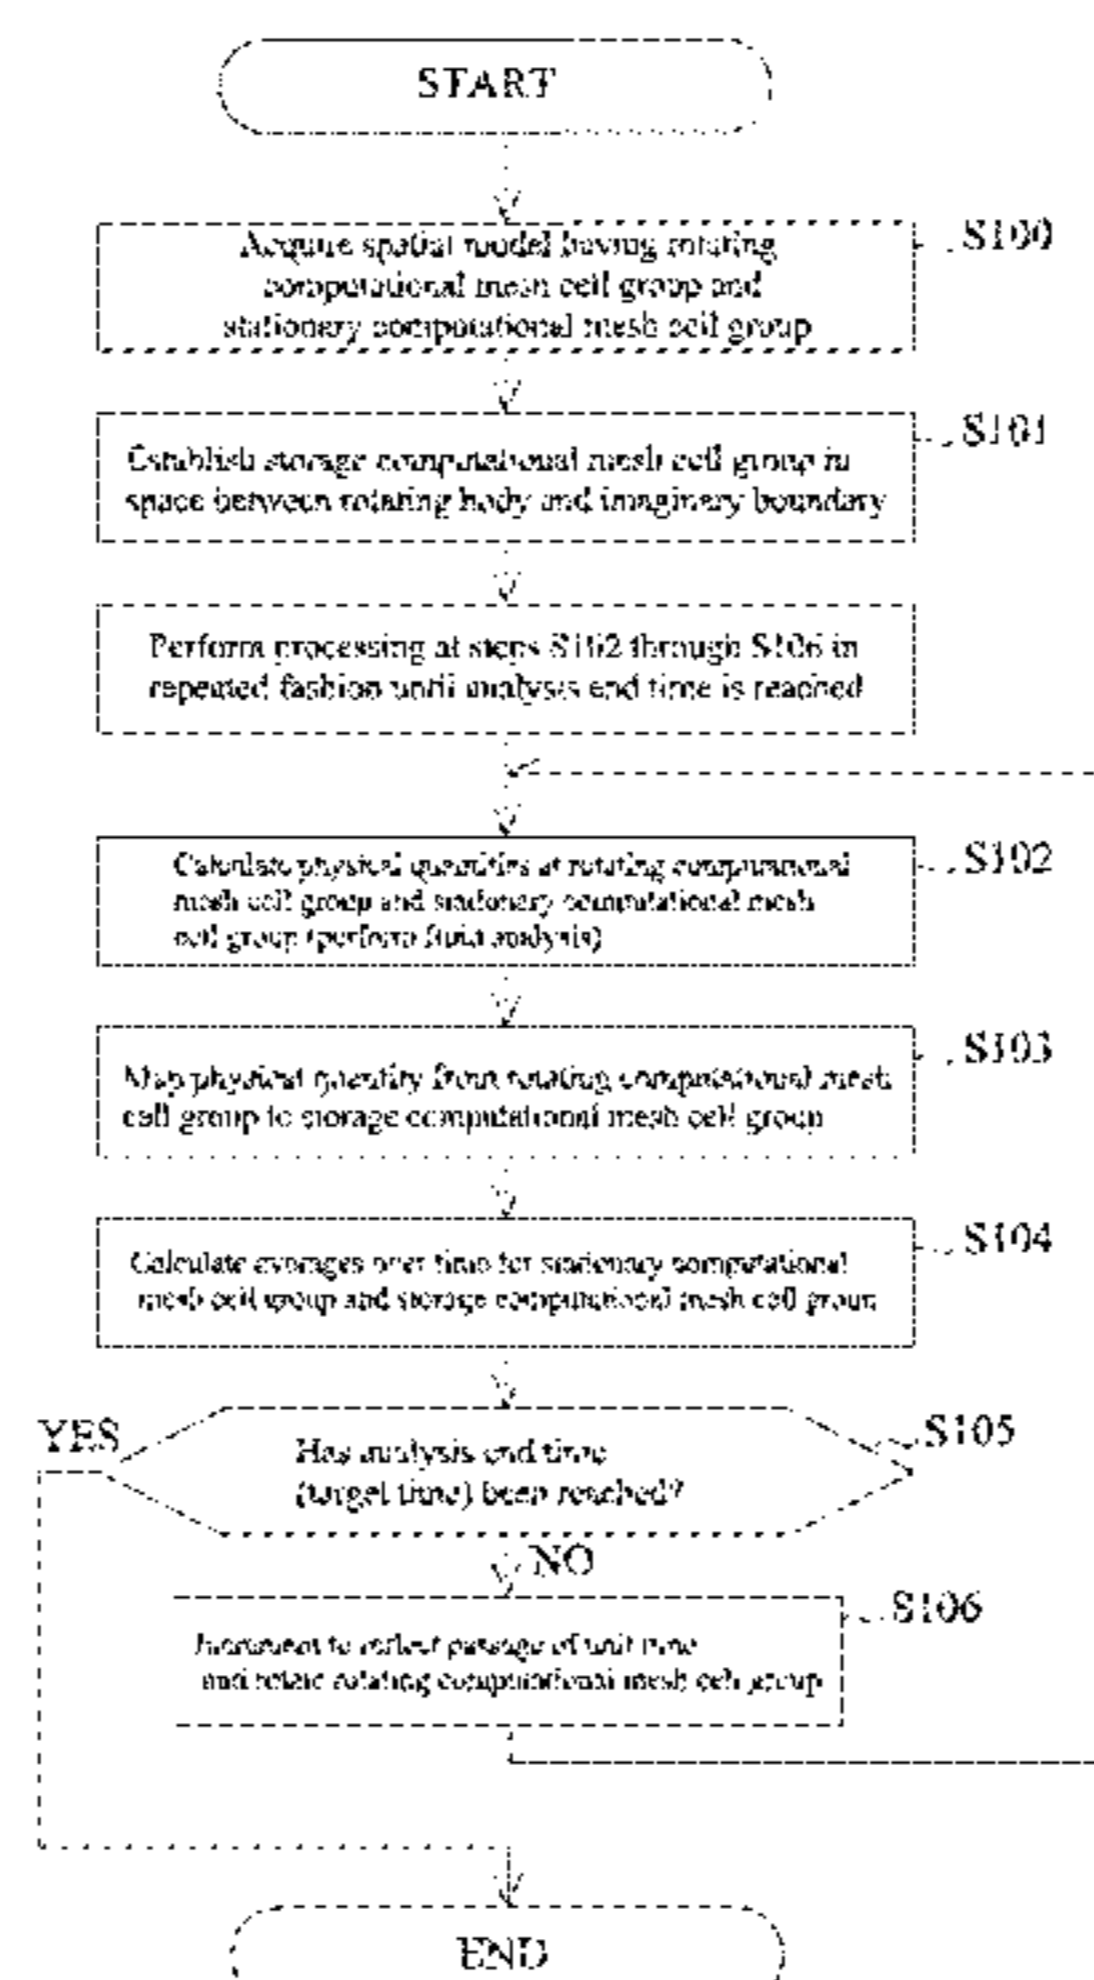 START
Acquire spatial model having rotating
computational mesh cell group and
stationary computational mesh cell group
S100
Establish storage computational mesh cell group in
space between rotating body and imaginary boundary
S101
Perform processing at steps S102 through S106 in
repeated fashion until analysis end time is reached
Calculate physical quantities at rotating computational
mesh cell group and stationary computational mesh
cell group (perform fluid analysis)
S102
Map physical quantity from rotating computational mesh
cell group to storage computational mesh cell group
S103
Calculate averages over time for stationary computational
mesh cell group and storage computational mesh cell group
S104
YES
Has analysis end time
(target time) been reached?
S105
NO
Increment to reflect passage of unit time
and rotate rotating computational mesh cell group
S106
END